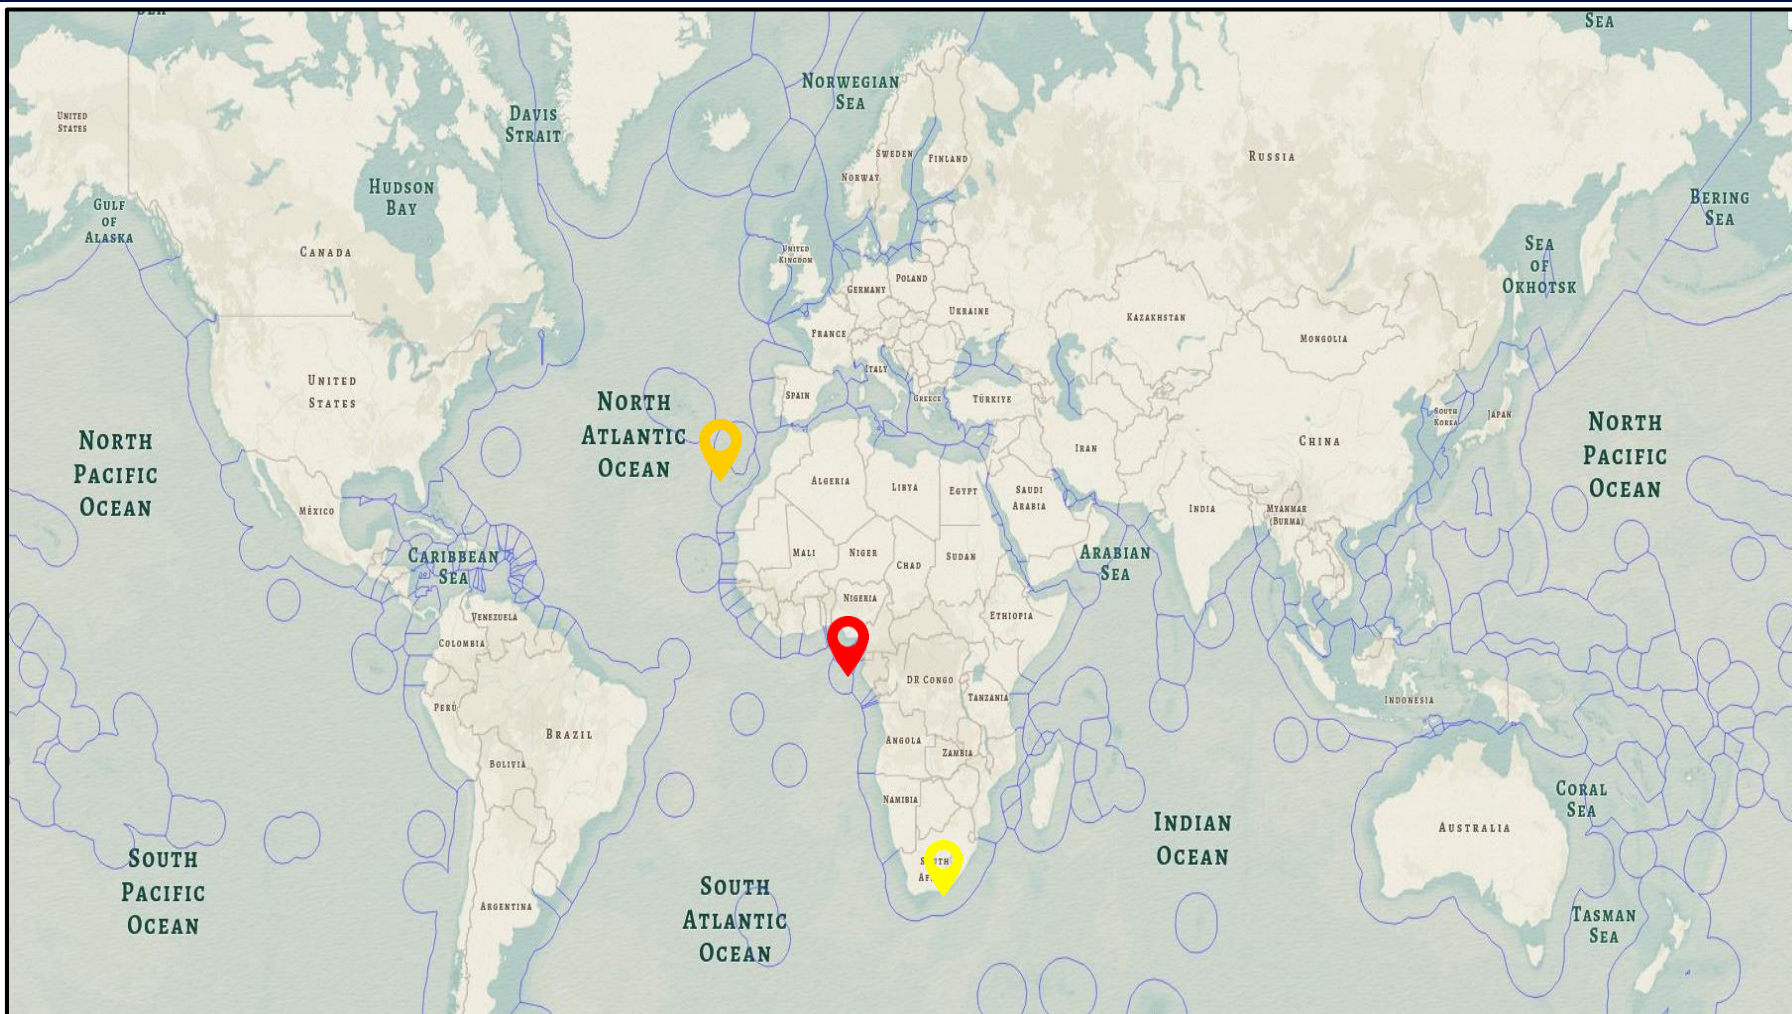 SEA
SEA
NORWEGIAN
SEA
DAVIS
STRAIT
UNITED
STATES
RUSSIA
SWEDEN
FINLAND
NORWAY
HUDSON
BAY
BERING
SEA
GULF
OF
ALASKA
CANADA
UNITED
KINGDOM
SEA
OF
OKHOTSK
POLAND
GERMANY
UKRAINE
KAZAKHSTAN
FRANCE
MONGOLIA
ITALY
UNITED
STATES
SPAIN
GREECE
TÜRKIYE
SOUTH
KOREA
JAPAN
NORTH
ATLANTIC
OCEAN
NORTH
PACIFIC
OCEAN
NORTH
PACIFIC
OCEAN
IRAN
CHINA
ALGERIA
LIBYA
EGYPT
SAUDI
ARABIA
MÉXICO
INDIA
MYANMAR
(BURMA)
MALI
NIGER
CHAD
SUDAN
CARIBBEAN
SEA
ARABIAN
SEA
NIGERIA
ETHIOPIA
VENEZUELA
COLOMBIA
DR CONGO
TANZANIA
PERÚ
INDONESIA
BRAZIL
ANGOLA
ZAMBIA
BOLIVIA
NAMIBIA
CORAL
SEA
INDIAN
OCEAN
AUSTRALIA
SOUTH
PACIFIC
OCEAN
SOUTH
ATLANTIC
OCEAN
ARGENTINA
TASMAN
SEA